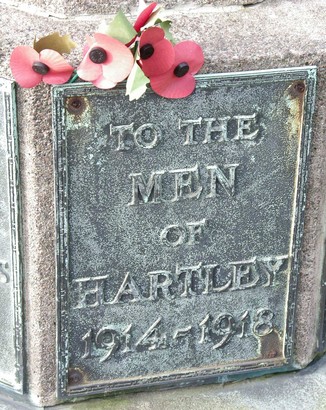 TO THE
MEN
OF
HARTLEY
1914-1918